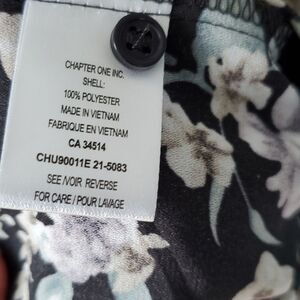 CHAPTER ONE INC.
SHELL:
100% POLYESTER
MADE IN VIETNAM
FABRIQUE EN VIETNAM
CA 34514
CHU90011E 21-5083
SEE /VOIR REVERSE
FOR CARE / POUR LAVAGE